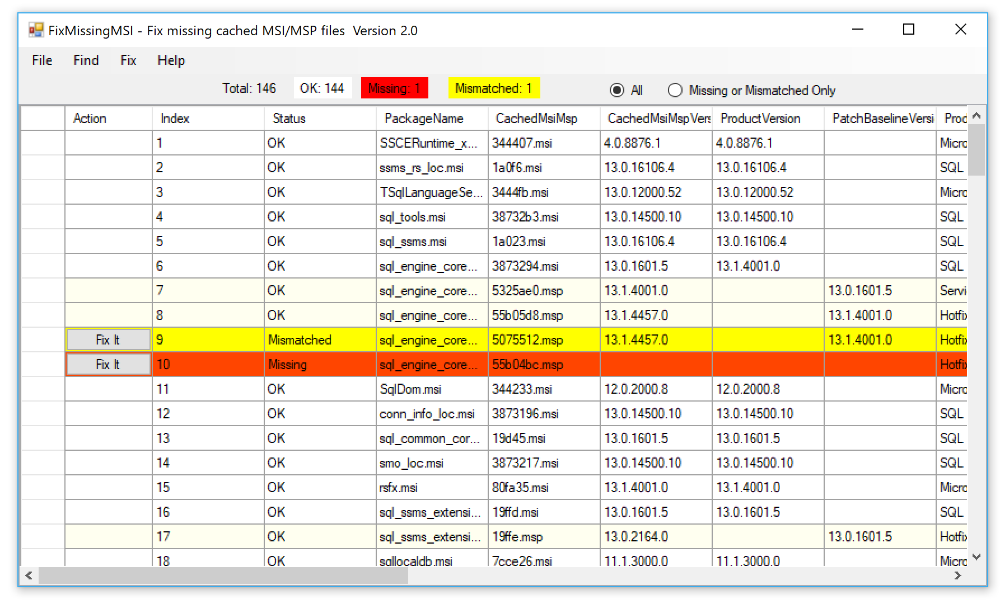 FixMissingMSI - Fix missing cached MSI/MSP files  Version 2.0
File Find Fix Help
Total: 146 OK: 144 Missing: 1 Mismatched: 1 All Missing or Mismatched Only
Action Index Status PackageName CachedMsiMsp CachedMsiMspVers ProductVersion PatchBaselineVersi Prod
1 OK SSCERuntime_x... 344407.msi 4.0.8876.1 4.0.8876.1 Micro
2 OK ssms_rs_loc.msi 1a0f6.msi 13.0.16106.4 13.0.16106.4 SQL
3 OK TSqlLanguageSe... 3444fb.msi 13.0.12000.52 13.0.12000.52 Micro
4 OK sql_tools.msi 38732b3.msi 13.0.14500.10 13.0.14500.10 SQL
5 OK sql_ssms.msi 1a023.msi 13.0.16106.4 13.0.16106.4 SQL
6 OK sql_engine_core... 3873294.msi 13.0.1601.5 13.1.4001.0 SQL
7 OK sql_engine_core... 5325ae0.msp 13.1.4001.0 13.0.1601.5 Servi
8 OK sql_engine_core... 55b05d8.msp 13.1.4457.0 13.1.4001.0 Hotfix
Fix It 9 Mismatched sql_engine_core... 5075512.msp 13.1.4457.0 13.1.4001.0 Hotfix
Fix It 10 Missing sql_engine_core... 55b04bc.msp Hotfix
11 OK SqlDom.msi 344233.msi 12.0.2000.8 12.0.2000.8 Micro
12 OK conn_info_loc.msi 3873196.msi 13.0.14500.10 13.0.14500.10 SQL
13 OK sql_common_cor... 19d45.msi 13.0.1601.5 13.0.1601.5 SQL
14 OK smo_loc.msi 3873217.msi 13.0.14500.10 13.0.14500.10 SQL
15 OK rsfx.msi 80fa35.msi 13.1.4001.0 13.1.4001.0 Micro
16 OK sql_ssms_extensi... 19ffd.msi 13.0.1601.5 13.0.1601.5 SQL
17 OK sql_ssms_extensi... 19ffe.msp 13.0.2164.0 13.0.1601.5 Hotfix
18 OK sqllocaldb.msi 7cce26.msi 11.1.3000.0 11.1.3000.0 Micro